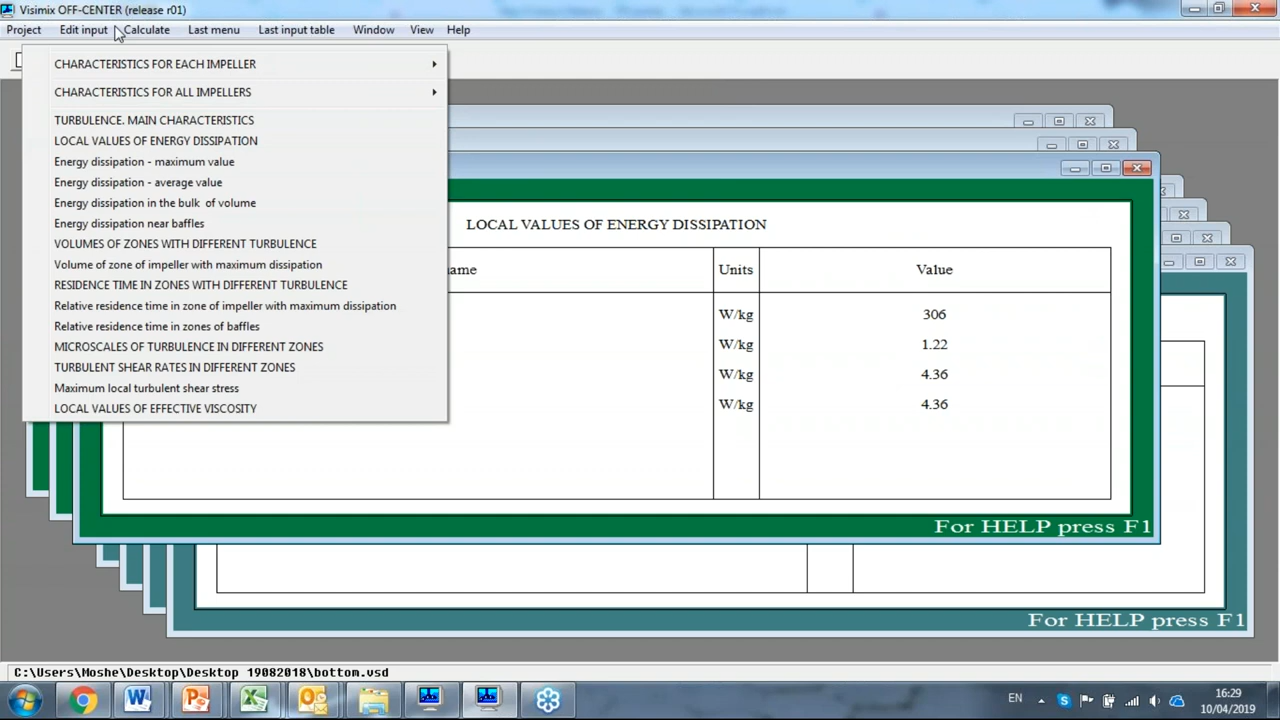 Visimix OFF-CENTER (release r01)
Project Edit input Calculate Last menu Last input table Window View Help
CHARACTERISTICS FOR EACH IMPELLER
CHARACTERISTICS FOR ALL IMPELLERS
TURBULENCE. MAIN CHARACTERISTICS
LOCAL VALUES OF ENERGY DISSIPATION
Energy dissipation - maximum value
Energy dissipation - average value
Energy dissipation in the bulk of volume
Energy dissipation near baffles
VOLUMES OF ZONES WITH DIFFERENT TURBULENCE
Volume of zone of impeller with maximum dissipation
RESIDENCE TIME IN ZONES WITH DIFFERENT TURBULENCE
Relative residence time in zone of impeller with maximum dissipation
Relative residence time in zones of baffles
MICROSCALES OF TURBULENCE IN DIFFERENT ZONES
TURBULENT SHEAR RATES IN DIFFERENT ZONES
Maximum local turbulent shear stress
LOCAL VALUES OF EFFECTIVE VISCOSITY
LOCAL VALUES OF ENERGY DISSIPATION
ame Units Value
W/kg 306
W/kg 1.22
W/kg 4.36
W/kg 4.36
For HELP press F1
For HELP press F1
C:\Users\Moshe\Desktop\Desktop 19082018\bottom.vsd
EN
16:29
10/04/2019